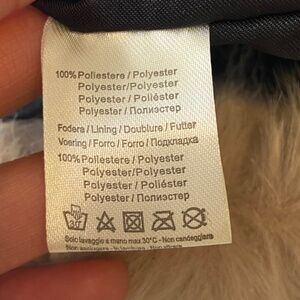 100% Poliestere / Polyester
Polyester/Polyester
Polyester / Poliéster
Polyester / Полиэстер
Fodera / Lining / Doublure / Futter
Voering / Forro / Forro / Подкладка
100% Poliestere / Polyester
Polyester/Polyester
Polyester / Poliéster
Polyester / Полиэстер
Solo lavaggio a mano max 30°C - Non candeggiare